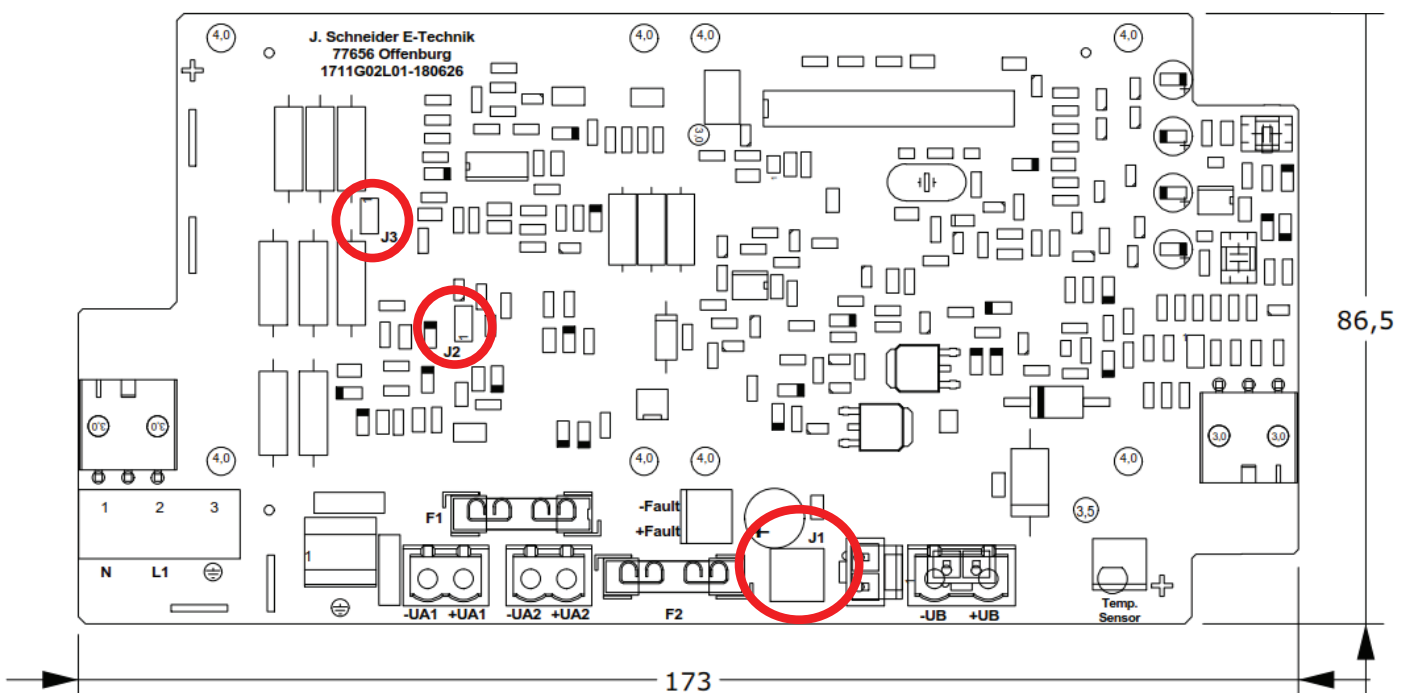 4,0
4,0
4,0
4,0
J. Schneider E-Technik
77656 Offenburg
1711G02L01-180626
3,0
J3
J2
1
86,5
3,0
3,0
3,0
3,0
4,0
4,0
4,0
4,0
1 2 3
N L1
F1
-Fault
+Fault
J1
3,5
1
-UA1 +UA1
-UA2 +UA2
F2
-UB +UB
Temp.
Sensor
173